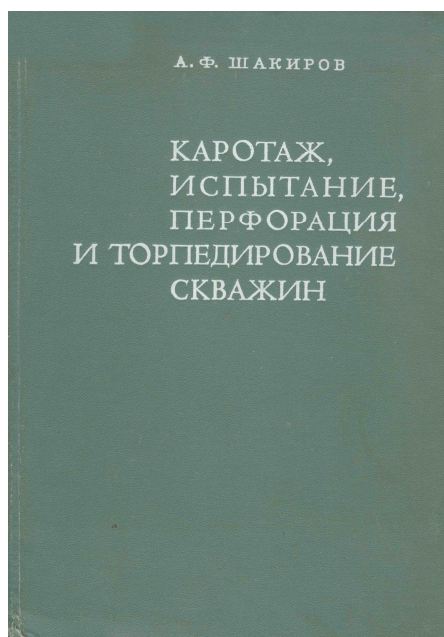 А. Ф. ШАКИРОВ
КАРОТАЖ,
ИСПЫТАНИЕ,
ПЕРФОРАЦИЯ
И ТОРПЕДИРОВАНИЕ
СКВАЖИН